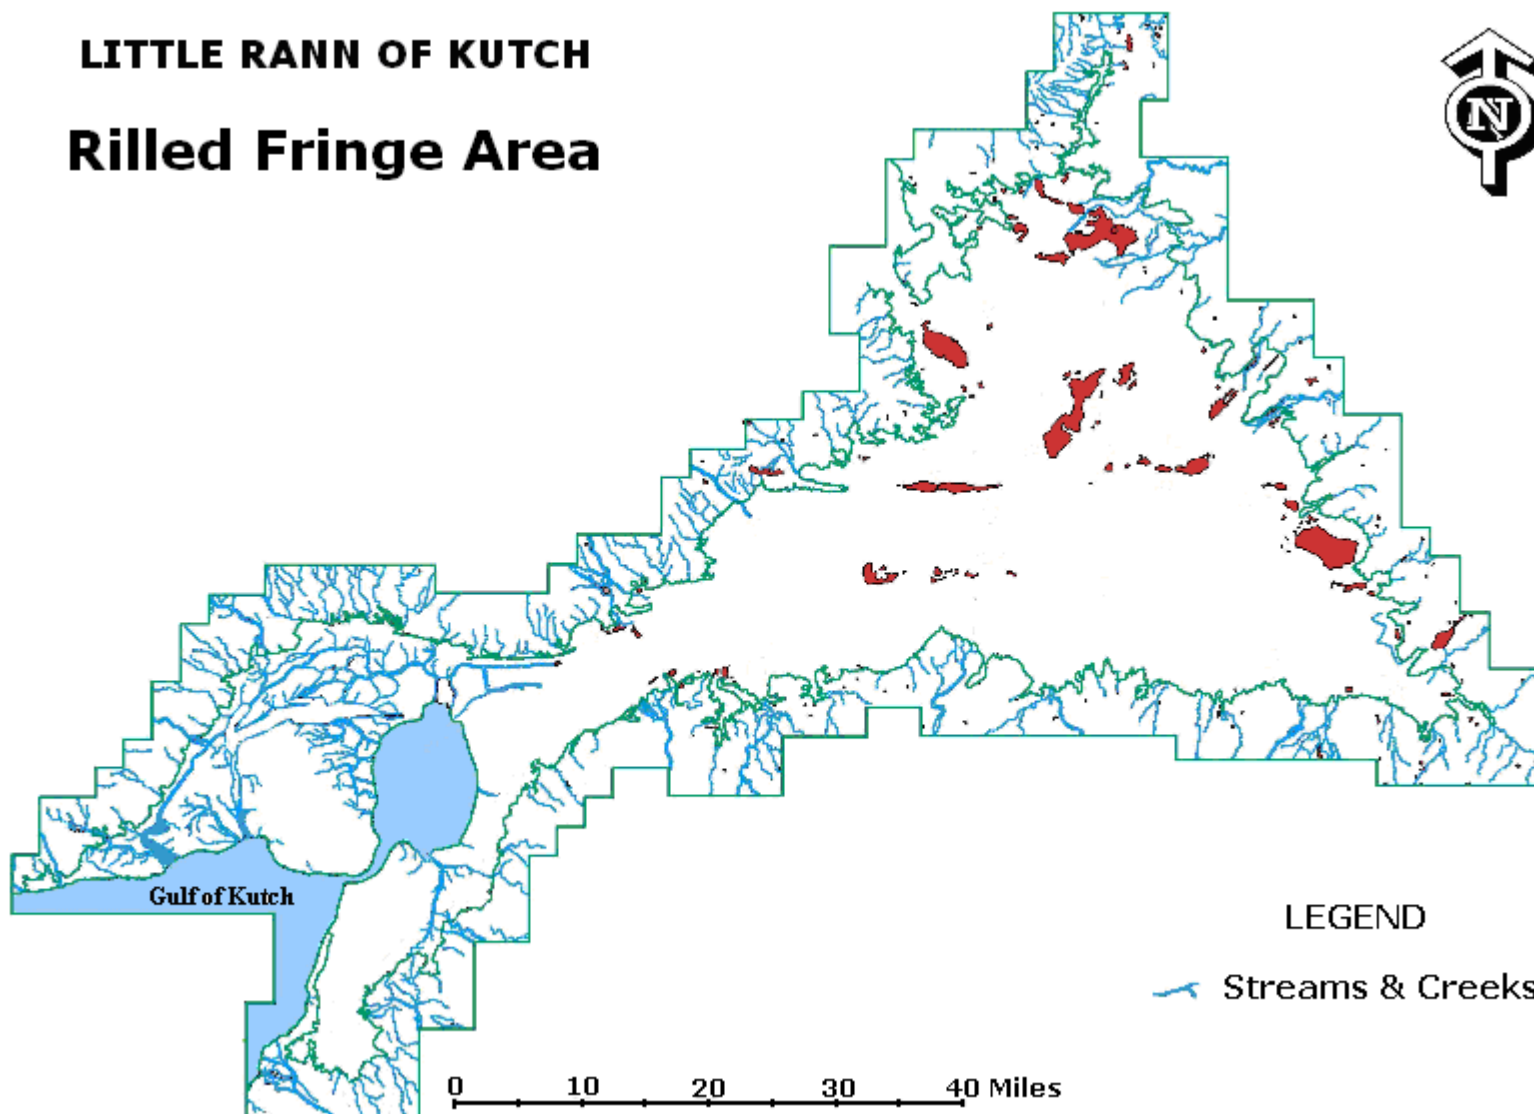 LITTLE RANN OF KUTCH
Rilled Fringe Area
N
Gulf of Kutch
LEGEND
Streams & Creeks
0 10 20 30 40 Miles